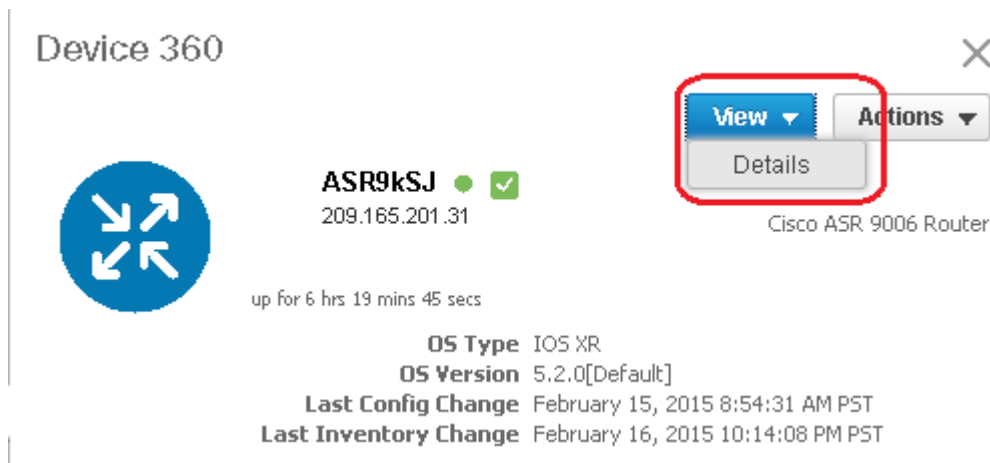 Device 360
View Actions
Details
ASR9kSJ
209.165.201.31
Cisco ASR 9006 Router
up for 6 hrs 19 mins 45 secs
OS Type IOS XR
OS Version 5.2.0[Default]
Last Config Change February 15, 2015 8:54:31 AM PST
Last Inventory Change February 16, 2015 10:14:08 PM PST